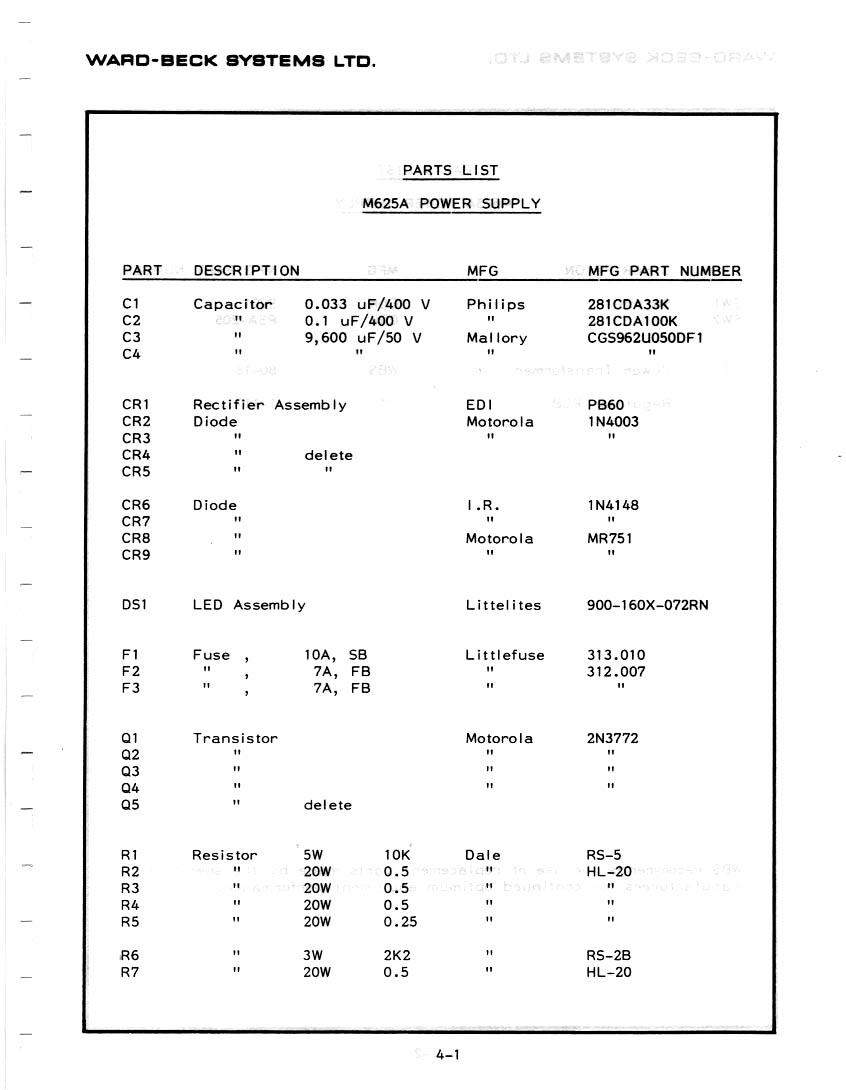 WARD-BECK SYSTEMS LTD.
PARTS LIST
M625A POWER SUPPLY
PART DESCRIPTION MFG MFG PART NUMBER
C1 Capacitor 0.033 uF/400 V Philips 281CDA33K
C2 " 0.1 uF/400 V " 281CDA100K
C3 " 9,600 uF/50 V Mallory CGS962U050DF1
C4 " " " "
CR1 Rectifier Assembly EDI PB60
CR2 Diode Motorola 1N4003
CR3 " " "
CR4 " delete
CR5 " "
CR6 Diode I.R. 1N4148
CR7 " " "
CR8 " Motorola MR751
CR9 " " "
DS1 LED Assembly Littelites 900-160X-072RN
F1 Fuse , 10A, SB Littlefuse 313.010
F2 " , 7A, FB " 312.007
F3 " , 7A, FB " "
Q1 Transistor Motorola 2N3772
Q2 " " "
Q3 " " "
Q4 " " "
Q5 " delete
R1 Resistor 5W 10K Dale RS-5
R2 " 20W 0.5 " HL-20
R3 " 20W 0.5 " "
R4 " 20W 0.5 " "
R5 " 20W 0.25 " "
R6 " 3W 2K2 " RS-2B
R7 " 20W 0.5 " HL-20
4-1